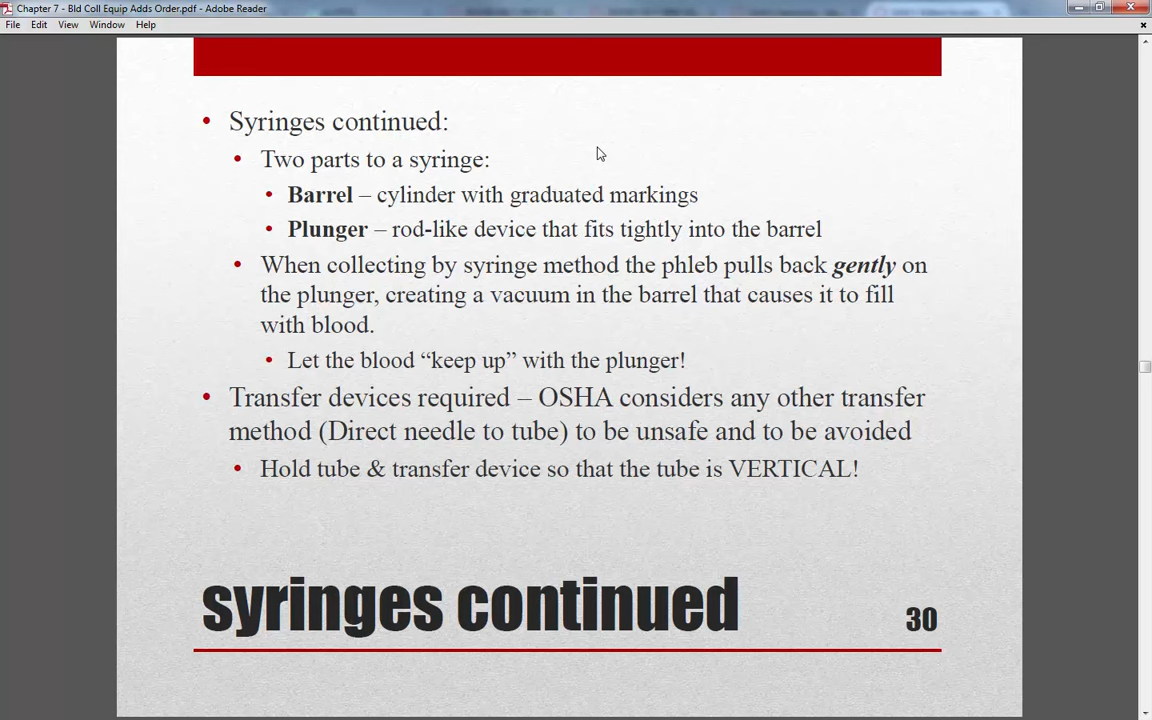 Chapter 7 - Bld Coll Equip Adds Order.pdf - Adobe Reader
File Edit View Window Help
• Syringes continued:
• Two parts to a syringe:
• Barrel – cylinder with graduated markings
• Plunger – rod-like device that fits tightly into the barrel
• When collecting by syringe method the phleb pulls back gently on
the plunger, creating a vacuum in the barrel that causes it to fill
with blood.
• Let the blood “keep up” with the plunger!
• Transfer devices required – OSHA considers any other transfer
method (Direct needle to tube) to be unsafe and to be avoided
• Hold tube & transfer device so that the tube is VERTICAL!
syringes continued
30